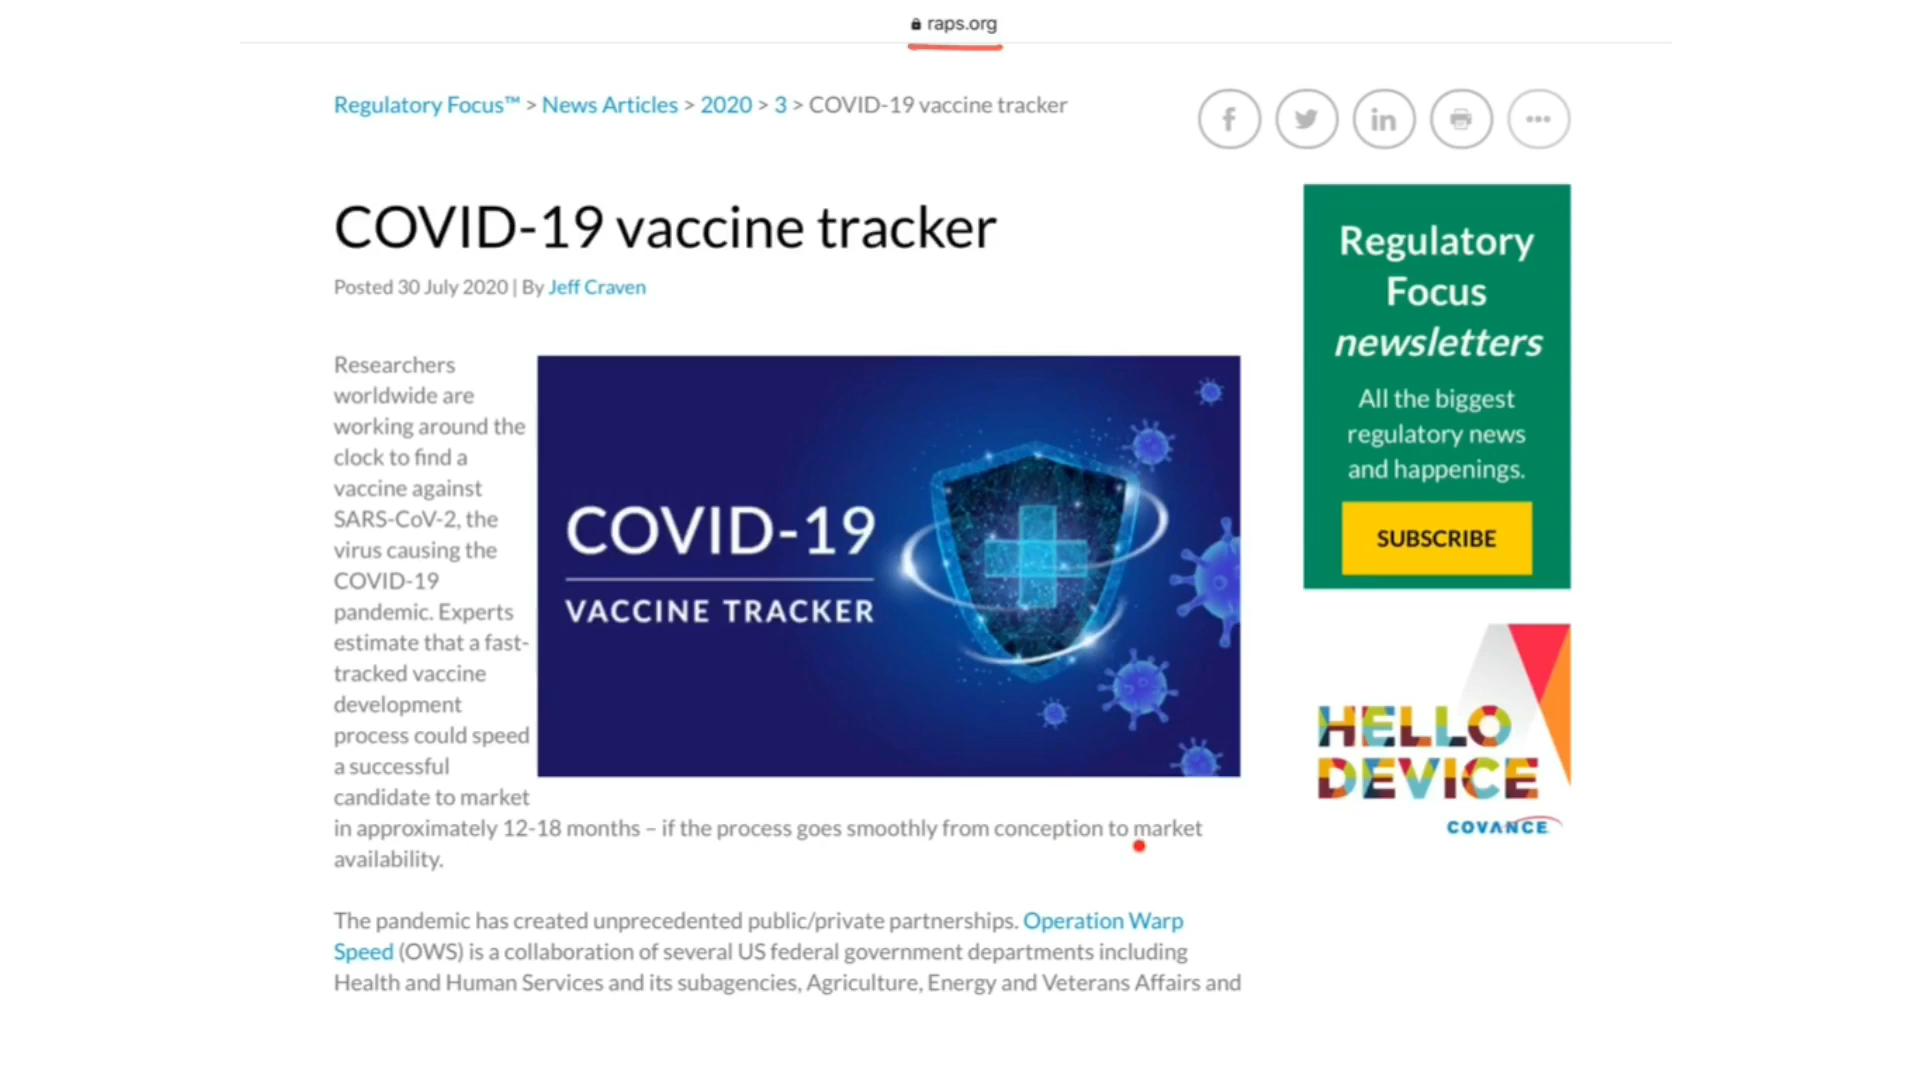 raps.org
Regulatory Focus™ > News Articles > 2020 > 3 > COVID-19 vaccine tracker
COVID-19 vaccine tracker
Posted 30 July 2020 | By Jeff Craven
Researchers
worldwide are
working around the
clock to find a
vaccine against
SARS-CoV-2, the
virus causing the
COVID-19
pandemic. Experts
estimate that a fast-
tracked vaccine
development
process could speed
a successful
candidate to market
in approximately 12-18 months – if the process goes smoothly from conception to market
availability.
The pandemic has created unprecedented public/private partnerships. Operation Warp
Speed (OWS) is a collaboration of several US federal government departments including
Health and Human Services and its subagencies, Agriculture, Energy and Veterans Affairs and
COVID-19
VACCINE TRACKER
Regulatory
Focus
newsletters
All the biggest
regulatory news
and happenings.
SUBSCRIBE
HELLO
DEVICE
COVANCE